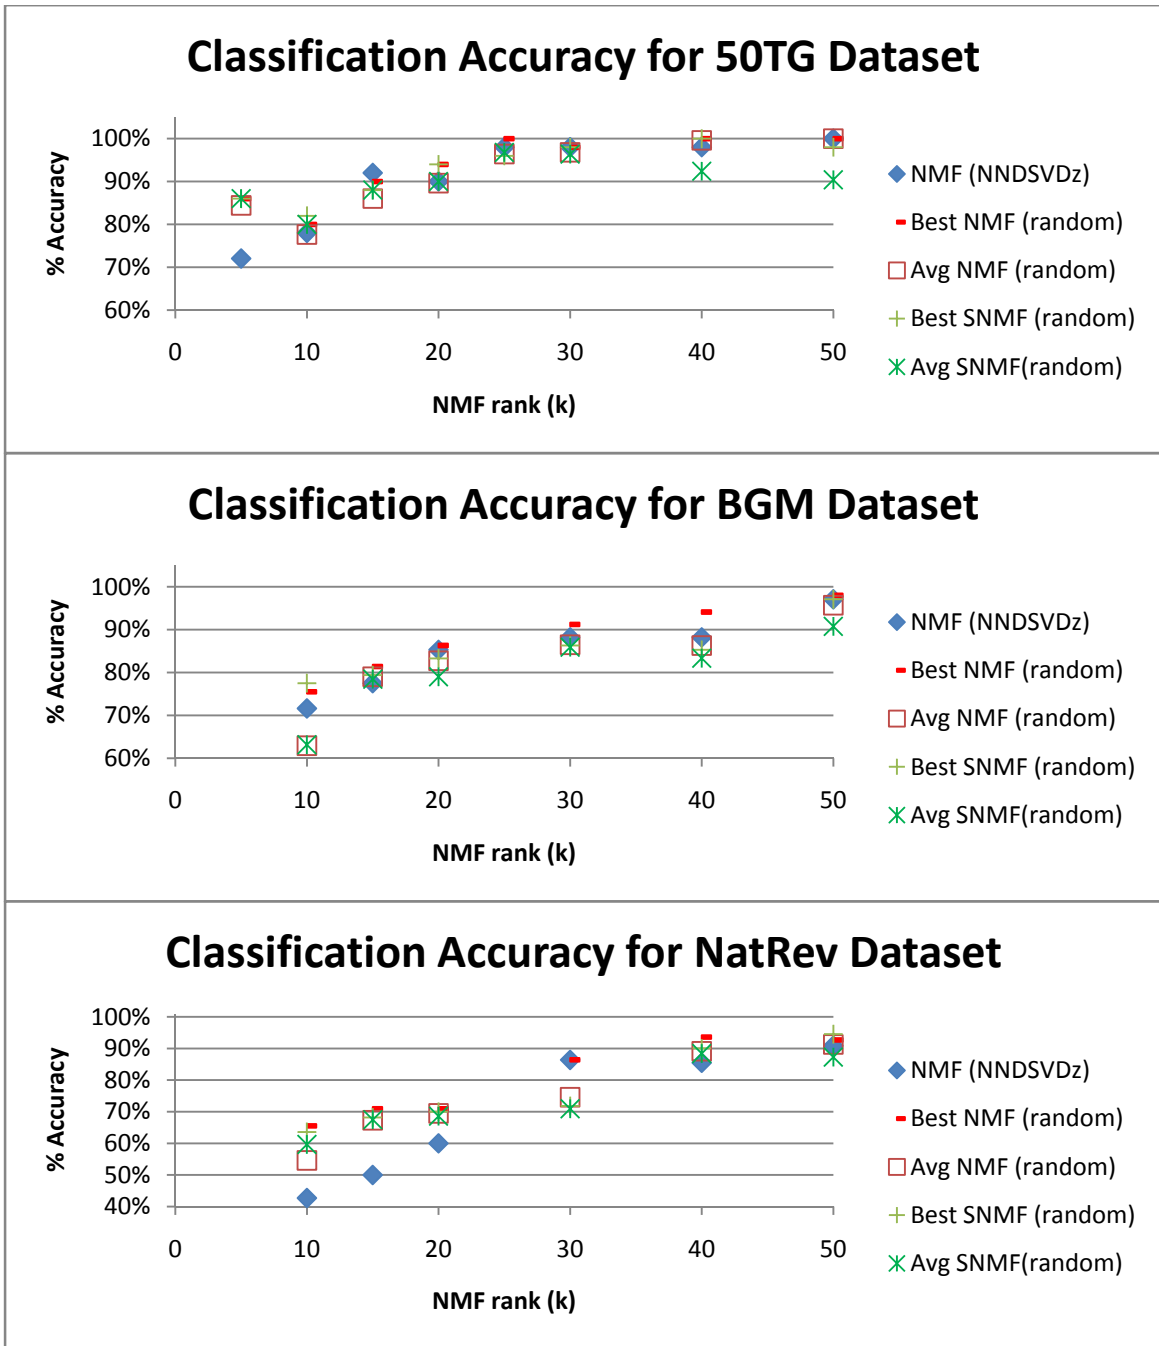 Classification Accuracy for 50TG Dataset
% Accuracy
100%
90%
80%
70%
60%
0 10 20 30 40 50
NMF rank (k)
NMF (NNDSVDz)
Best NMF (random)
Avg NMF (random)
Best SNMF (random)
Avg SNMF(random)
Classification Accuracy for BGM Dataset
% Accuracy
100%
90%
80%
70%
60%
0 10 20 30 40 50
NMF rank (k)
NMF (NNDSVDz)
Best NMF (random)
Avg NMF (random)
Best SNMF (random)
Avg SNMF(random)
Classification Accuracy for NatRev Dataset
% Accuracy
100%
90%
80%
70%
60%
50%
40%
0 10 20 30 40 50
NMF rank (k)
NMF (NNDSVDz)
Best NMF (random)
Avg NMF (random)
Best SNMF (random)
Avg SNMF(random)